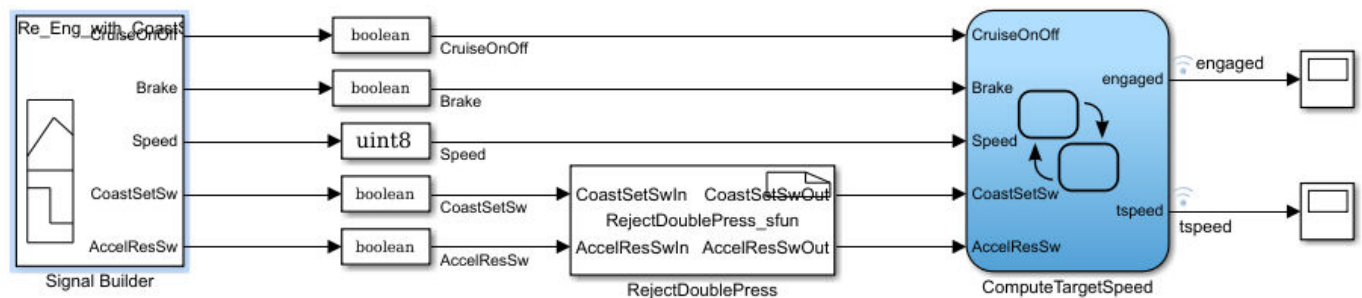 Re_Eng_with_CoastS
CruiseOnOff
boolean
CruiseOnOff
CruiseOnOff
Brake
boolean
Brake
Brake
engaged
engaged
Speed
uint8
Speed
Speed
CoastSetSw
boolean
CoastSetSw
CoastSetSwIn
CoastSetSwOut
CoastSetSw
RejectDoublePress_sfun
tspeed
tspeed
AccelResSw
boolean
AccelResSw
AccelResSwIn
AccelResSwOut
AccelResSw
Signal Builder
RejectDoublePress
ComputeTargetSpeed